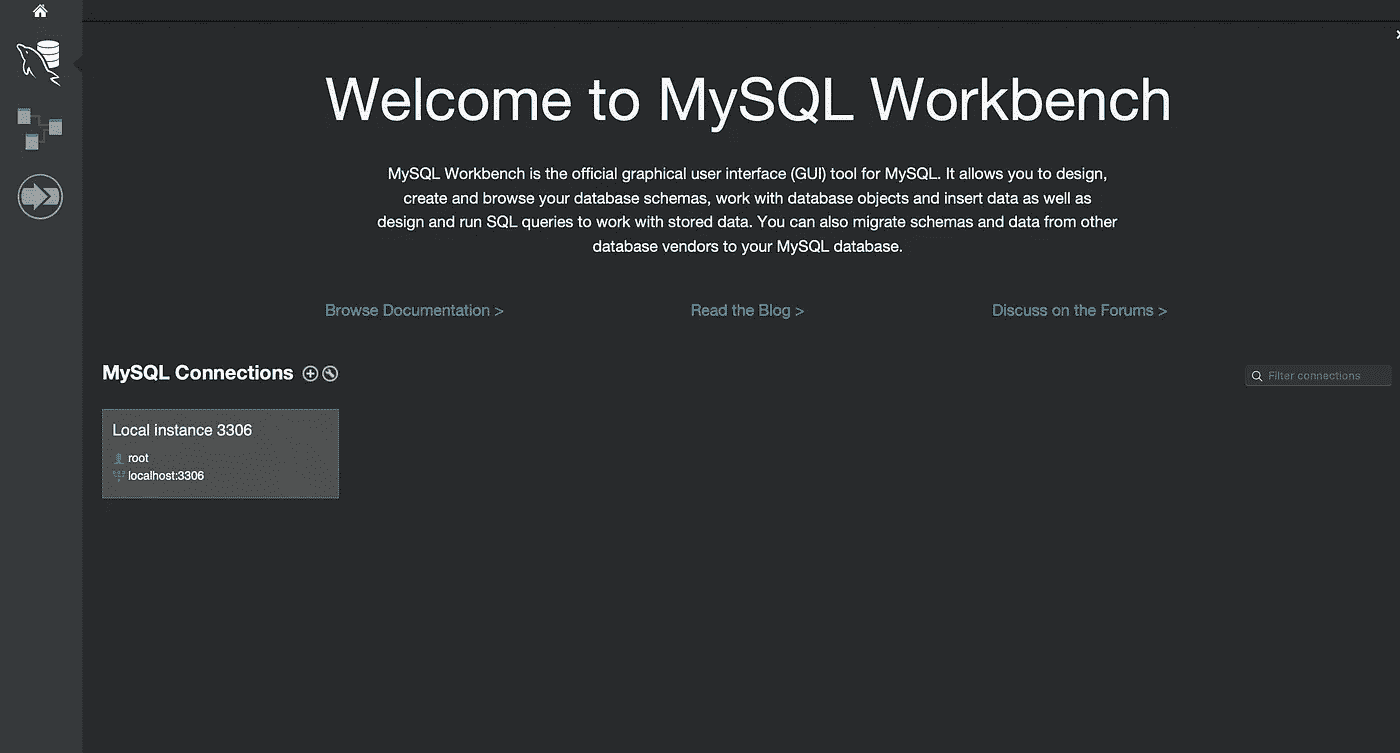 Welcome to MySQL Workbench
MySQL Workbench is the official graphical user interface (GUI) tool for MySQL. It allows you to design,
create and browse your database schemas, work with database objects and insert data as well as
design and run SQL queries to work with stored data. You can also migrate schemas and data from other
database vendors to your MySQL database.
Browse Documentation >
Read the Blog >
Discuss on the Forums >
MySQL Connections
Filter connections
Local instance 3306
root
localhost:3306